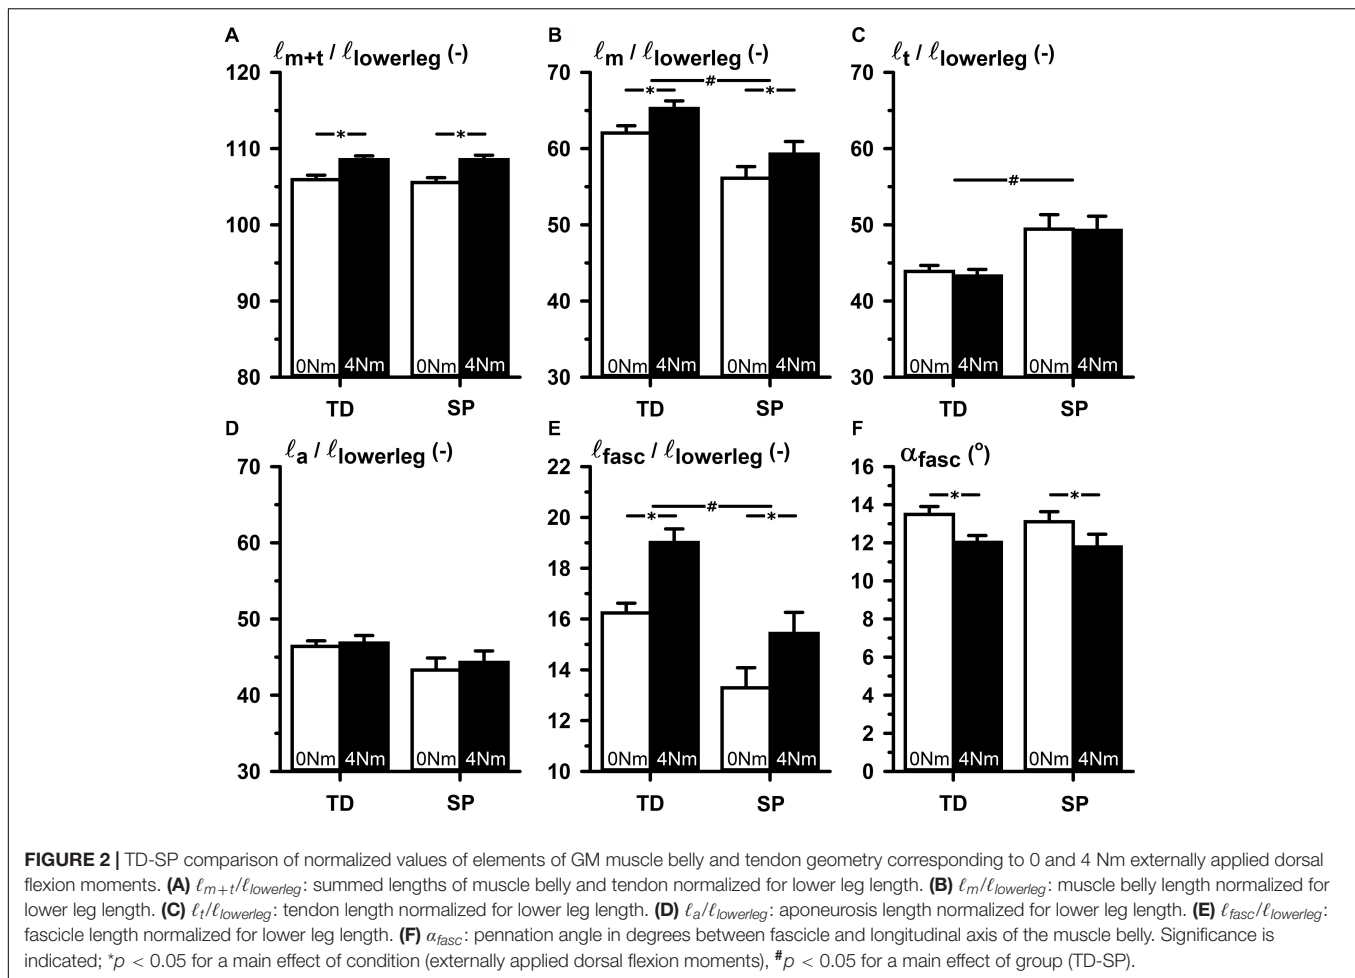 A
ℓm+t / ℓlowerleg (-)
120
110
100
90
80
*
*
0Nm 4Nm 0Nm 4Nm
TD SP
B
ℓm / ℓlowerleg (-)
70
60
50
40
30
#
*
*
0Nm 4Nm 0Nm 4Nm
TD SP
C
ℓt / ℓlowerleg (-)
70
60
50
40
30
#
0Nm 4Nm 0Nm 4Nm
TD SP
D
ℓa / ℓlowerleg (-)
70
60
50
40
30
0Nm 4Nm 0Nm 4Nm
TD SP
E
ℓfasc / ℓlowerleg (-)
22
20
18
16
14
12
10
#
*
*
0Nm 4Nm 0Nm 4Nm
TD SP
F
αfasc (°)
16
14
12
10
8
6
4
2
0
*
*
0Nm 4Nm 0Nm 4Nm
TD SP
FIGURE 2 | TD-SP comparison of normalized values of elements of GM muscle belly and tendon geometry corresponding to 0 and 4 Nm externally applied dorsal
flexion moments. (A) ℓm+t/ℓlowerleg: summed lengths of muscle belly and tendon normalized for lower leg length. (B) ℓm/ℓlowerleg: muscle belly length normalized for
lower leg length. (C) ℓt/ℓlowerleg: tendon length normalized for lower leg length. (D) ℓa/ℓlowerleg: aponeurosis length normalized for lower leg length. (E) ℓfasc/ℓlowerleg:
fascicle length normalized for lower leg length. (F) αfasc: pennation angle in degrees between fascicle and longitudinal axis of the muscle belly. Significance is
indicated; *p < 0.05 for a main effect of condition (externally applied dorsal flexion moments), #p < 0.05 for a main effect of group (TD-SP).